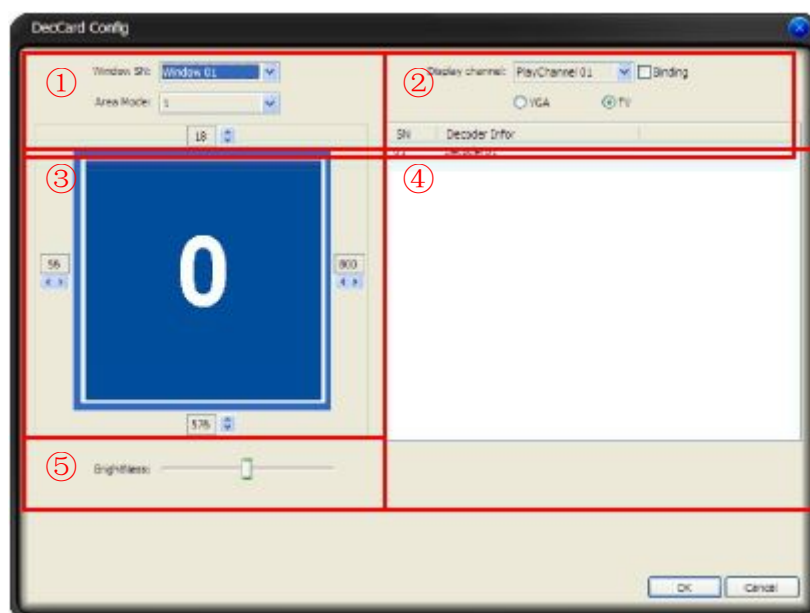 DecCard Config
①
Window SN: Window 01
Area Mode: 1
②
Display channel: PlayChannel 01 Binding
VGA TV
18
SN Decoder Infor
③
④
0
56
800
576
⑤
Brightness:
OK Cancel